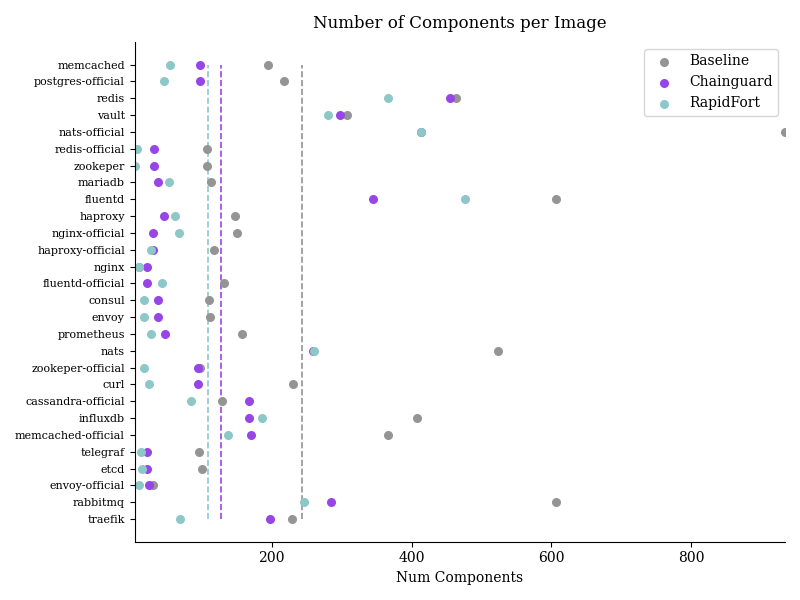 Number of Components per Image
Baseline
Chainguard
RapidFort
memcached
postgres-official
redis
vault
nats-official
redis-official
zookeper
mariadb
fluentd
haproxy
nginx-official
haproxy-official
nginx
fluentd-official
consul
envoy
prometheus
nats
zookeper-official
curl
cassandra-official
influxdb
memcached-official
telegraf
etcd
envoy-official
rabbitmq
traefik
200 400 600 800
Num Components